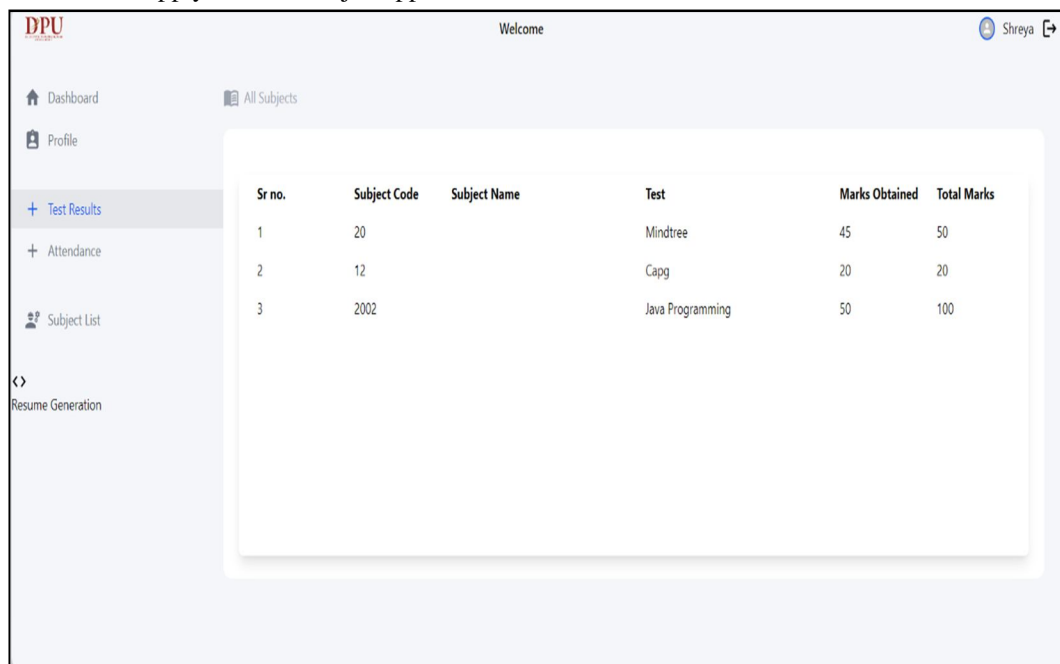 DPU
Welcome
Shreya
Dashboard
All Subjects
Profile
Sr no. Subject Code Subject Name Test Marks Obtained Total Marks
Test Results
1 20 Mindtree 45 50
Attendance
2 12 Capg 20 20
3 2002 Java Programming 50 100
Subject List
<>
Resume Generation